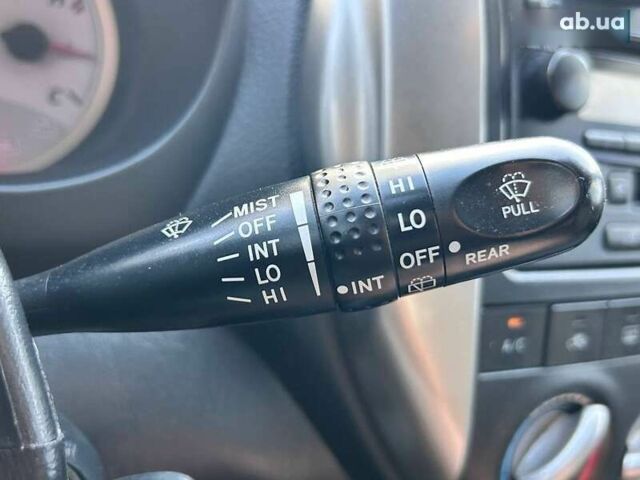 ab.ua
MIST
OFF
INT
LO
HI
INT
HI
LO
OFF
REAR
PULL
A/C